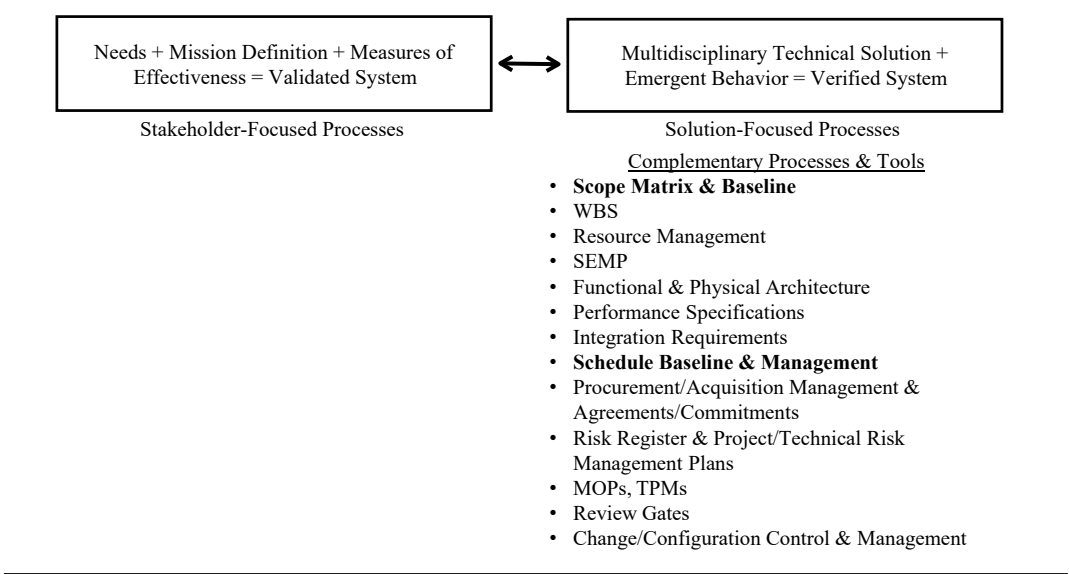 Needs + Mission Definition + Measures of
Effectiveness = Validated System
Stakeholder-Focused Processes
Multidisciplinary Technical Solution +
Emergent Behavior = Verified System
Solution-Focused Processes
Complementary Processes & Tools
• Scope Matrix & Baseline
• WBS
• Resource Management
• SEMP
• Functional & Physical Architecture
• Performance Specifications
• Integration Requirements
• Schedule Baseline & Management
• Procurement/Acquisition Management &
Agreements/Commitments
• Risk Register & Project/Technical Risk
Management Plans
• MOPs, TPMs
• Review Gates
• Change/Configuration Control & Management